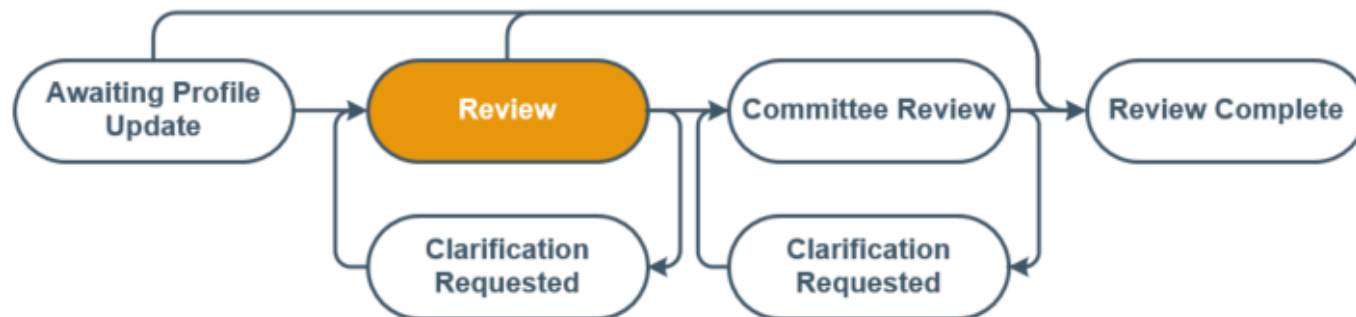 Awaiting Profile
Update
Review
Committee Review
Review Complete
Clarification
Requested
Clarification
Requested